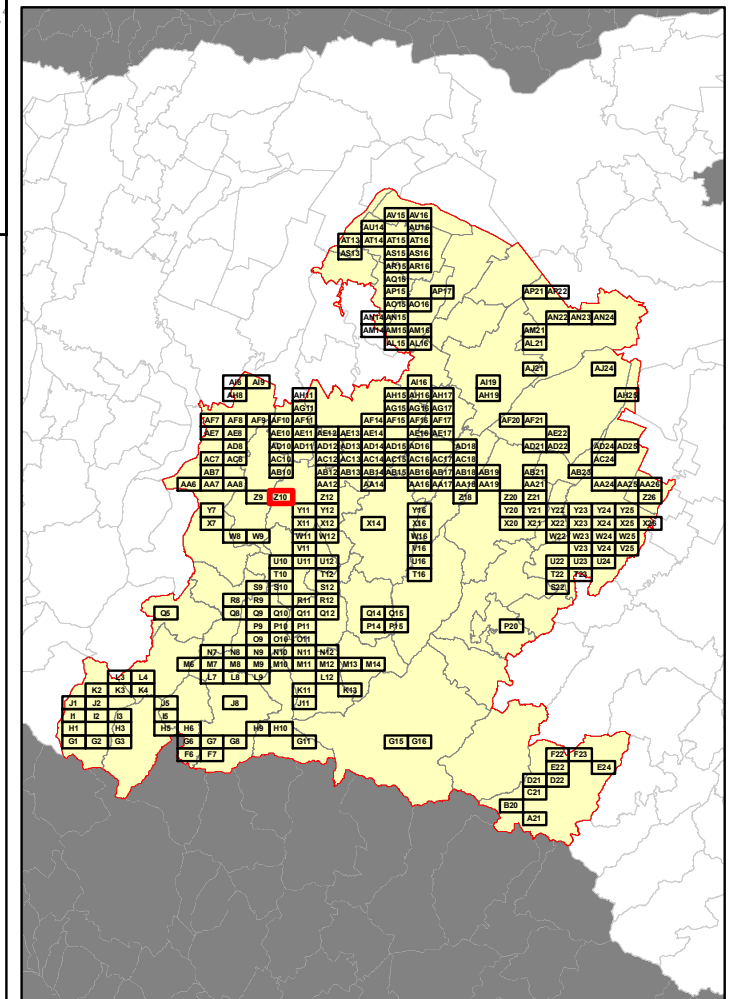 AV15 AV16
AU14 AU16
AT13 AT14 AT15 AT16
AS13 AS15 AS16
AR15 AR16
AQ15
AP15 AP17 AP21 AP22
AO15 AO16
AN14 AN15 AN22 AN23 AN24
AM14 AM15 AM16 AM21
AL15 AL16 AL21
AJ21 AJ24
AI8 AI9 AI16 AI19
AH8 AH11 AH15 AH16 AH17 AH19 AH25
AG11 AG15 AG16 AG17
AF7 AF8 AF9 AF10 AF11 AF14 AF15 AF16 AF17 AF20 AF21
AE7 AE8 AE10 AE11 AE12 AE13 AE14 AE16 AE17 AE22
AD8 AD10 AD11 AD12 AD13 AD14 AD15 AD16 AD18 AD21 AD22 AD24 AD25
AC7 AC8 AC10 AC12 AC13 AC14 AC15 AC16 AC17 AC18 AC24
AB7 AB10 AB12 AB13 AB14 AB15 AB16 AB17 AB18 AB19 AB21 AB23
AA6 AA7 AA8 AA12 AA14 AA16 AA17 AA18 AA19 AA21 AA24 AA25 AA26
Z9 Z10 Z12 Z18 Z20 Z21 Z26
Y7 Y11 Y12 Y16 Y20 Y21 Y22 Y23 Y24 Y25
X7 X11 X12 X14 X16 X20 X21 X22 X23 X24 X25 X26
W8 W9 W11 W12 W16 W22 W23 W24 W25
V11 V16 V23 V24 V25
U10 U11 U12 U16 U22 U23 U24
T10 T12 T16 T22 T23
S9 S10 S12 S22
R8 R9 R11 R12
Q5 Q8 Q9 Q10 Q11 Q12 Q14 Q15
P9 P10 P11 P14 P15 P20
O9 O10 O11
N7 N8 N9 N10 N11 N12
M6 M7 M8 M9 M10 M11 M12 M13 M14
L3 L4 L7 L8 L9 L12
K2 K3 K4 K11 K13
J1 J2 J5 J8 J11
I1 I2 I3 I5
H1 H3 H5 H6 H9 H10
G1 G2 G3 G6 G7 G8 G11 G15 G16
F6 F7 F22 F23
E22 E24
D21 D22
C21
B20
A21